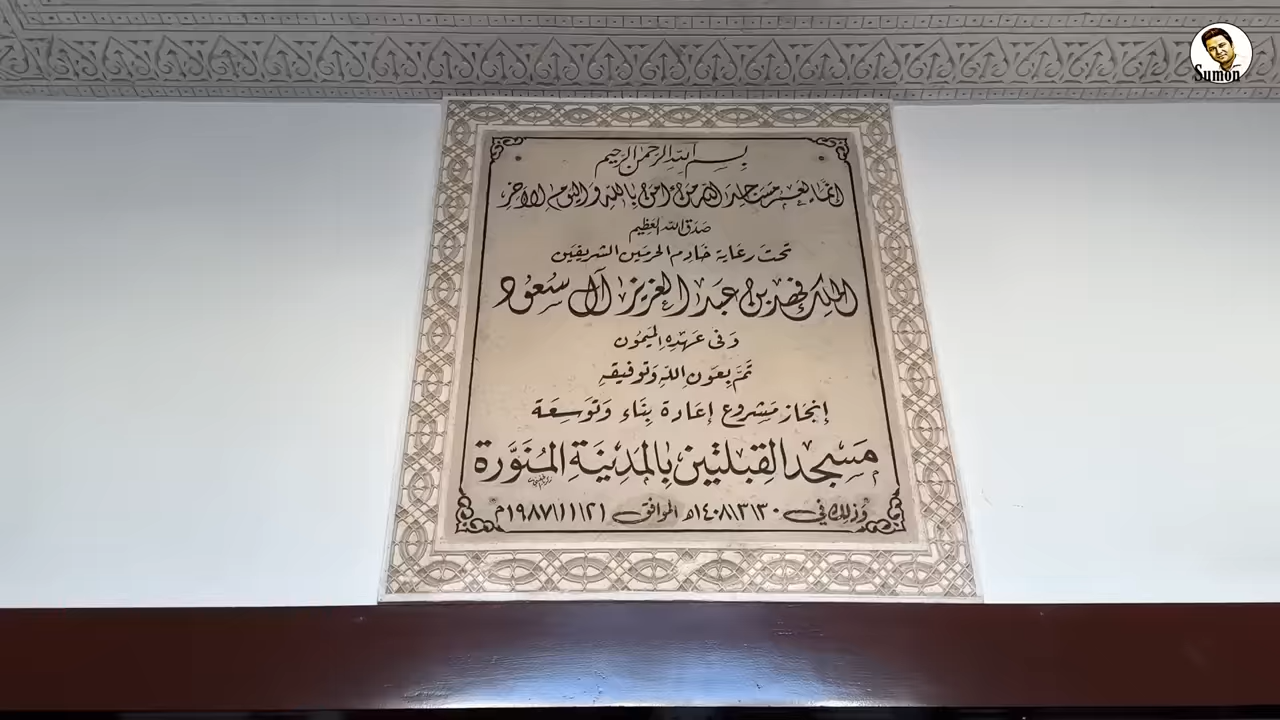 بسم الله الرحمن الرحيم
إنما يعمر مساجد الله من آمن بالله واليوم الآخر
صدق الله العظيم
تحت رعاية خادم الحرمين الشريفين
الملك فهد بن عبد العزيز آل سعود
وفي عهده الميمون
تم بعون الله وتوفيقه
إنجاز مشروع إعادة بناء وتوسعة
مسجد القبلتين بالمدينة المنورة
وذلك في ١٤٠٨/٣/٣٠هـ الموافق ١٩٨٧/١١/٢١م
Sumon